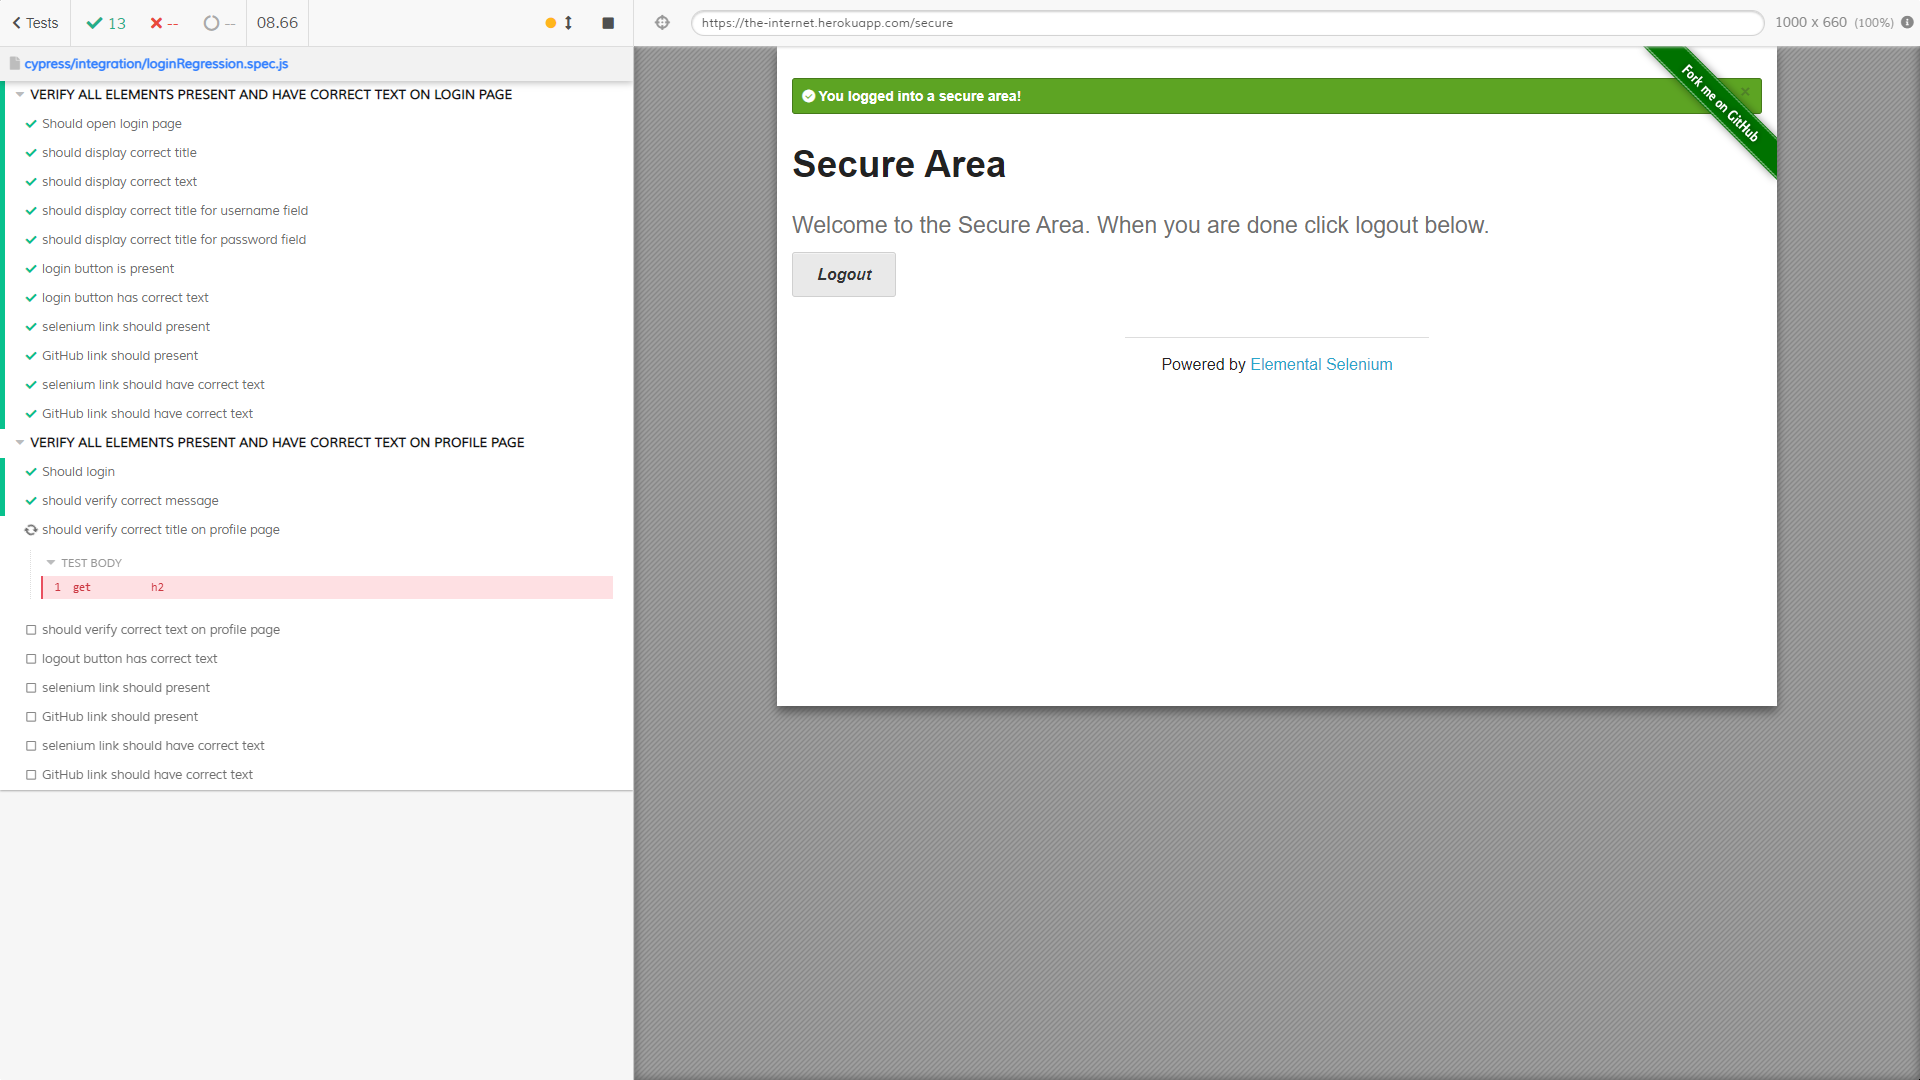 Tests 13 -- -- 08.66
cypress/integration/loginRegression.spec.js
VERIFY ALL ELEMENTS PRESENT AND HAVE CORRECT TEXT ON LOGIN PAGE
Should open login page
should display correct title
should display correct text
should display correct title for username field
should display correct title for password field
login button is present
login button has correct text
selenium link should present
GitHub link should present
selenium link should have correct text
GitHub link should have correct text
VERIFY ALL ELEMENTS PRESENT AND HAVE CORRECT TEXT ON PROFILE PAGE
Should login
should verify correct message
should verify correct title on profile page
TEST BODY
1 get h2
should verify correct text on profile page
logout button has correct text
selenium link should present
GitHub link should present
selenium link should have correct text
GitHub link should have correct text
https://the-internet.herokuapp.com/secure 1000 x 660 (100%)
You logged into a secure area! ×
Fork me on GitHub
Secure Area
Welcome to the Secure Area. When you are done click logout below.
Logout
Powered by Elemental Selenium